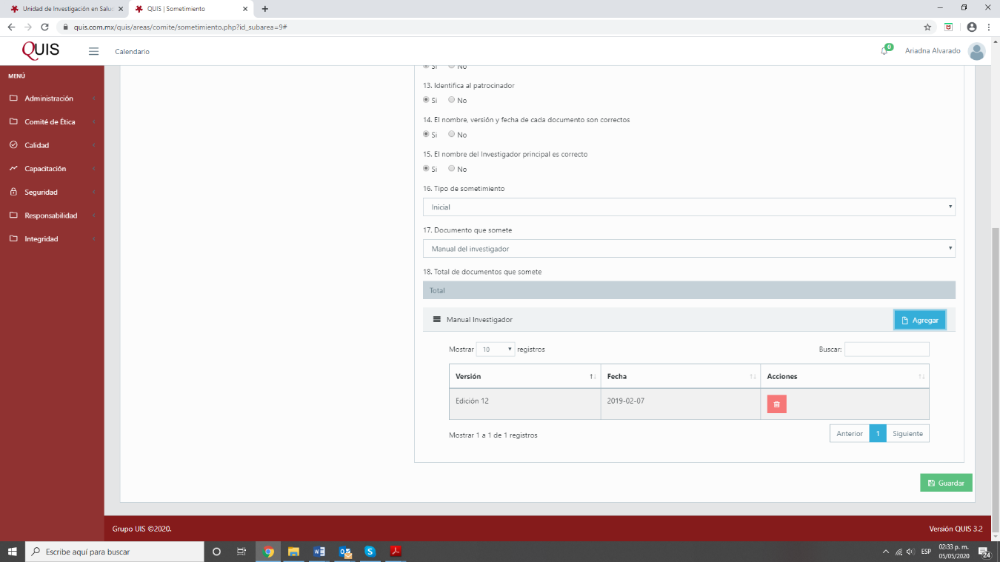 Unidad de Investigación en Salud
QUIS | Sometimiento
quis.com.mx/quis/areas/comite/sometimiento.php?id_subarea=9#
QUIS
Calendario
0
Ariadna Alvarado
MENÚ
Administración
Comité de Ética
Calidad
Capacitación
Seguridad
Responsabilidad
Integridad
Si No
13. Identifica al patrocinador
Si No
14. El nombre, versión y fecha de cada documento son correctos
Si No
15. El nombre del Investigador principal es correcto
Si No
16. Tipo de sometimiento
Inicial
17. Documento que somete
Manual del investigador
18. Total de documentos que somete
Total
Manual Investigador
Agregar
Mostrar 10 registros
Buscar:
Versión Fecha Acciones
Edición 12 2019-02-07
Mostrar 1 a 1 de 1 registros
Anterior 1 Siguiente
Guardar
Grupo UIS ©2020.
Versión QUIS 3.2
Escribe aquí para buscar
ESP
02:33 p. m.
05/05/2020
24